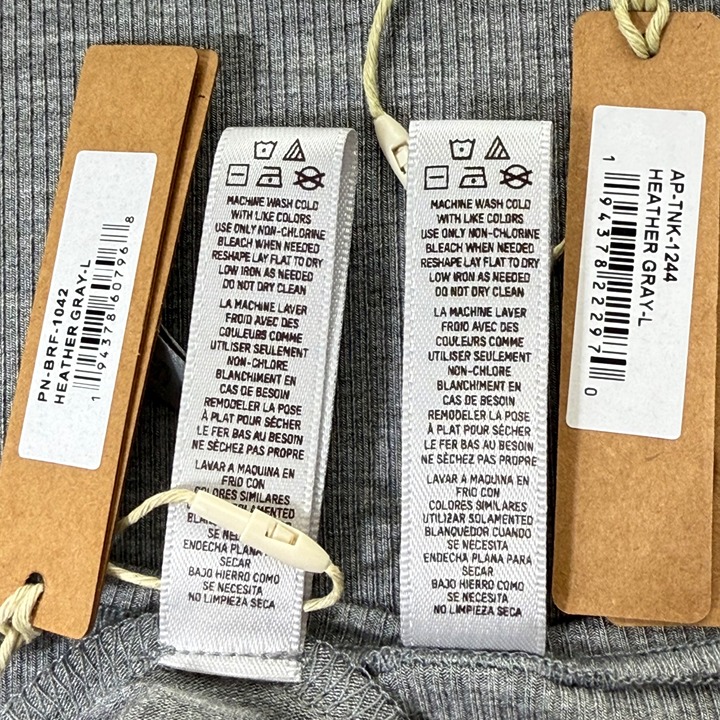 PN-BRF-1042
HEATHER GRAY-L
1 94378 60796 8
MACHINE WASH COLD
WITH LIKE COLORS
USE ONLY NON-CHLORINE
BLEACH WHEN NEEDED
RESHAPE LAY FLAT TO DRY
LOW IRON AS NEEDED
DO NOT DRY CLEAN
LA MACHINE LAVER
FROID AVEC DES
COULEURS COMME
UTILISER SEULEMENT
NON-CHLORE
BLANCHIMENT EN
CAS DE BESOIN
REMODELER LA POSE
À PLAT POUR SÉCHER
LE FER BAS AU BESOIN
NE SÉCHEZ PAS PROPRE
LAVAR A MAQUINA EN
FRIO CON
COLORES SIMILARES
SE NECESITA
ENDECHA PLANA
SECAR
BAJO HIERRO COMO
SE NECESITA
NO LIMPIEZA SECA
MACHINE WASH COLD
WITH LIKE COLORS
USE ONLY NON-CHLORINE
BLEACH WHEN NEEDED
RESHAPE LAY FLAT TO DRY
LOW IRON AS NEEDED
DO NOT DRY CLEAN
LA MACHINE LAVER
FROID AVEC DES
COULEURS COMME
UTILISER SEULEMENT
NON-CHLORE
BLANCHIMENT EN
CAS DE BESOIN
REMODELER LA POSE
À PLAT POUR SÉCHER
LE FER BAS AU BESOIN
NE SÉCHEZ PAS PROPRE
LAVAR A MAQUINA EN
FRIO CON
COLORES SIMILARES
UTILIZAR SOLAMENTED
BLANQUEDOR CUANDO
SE NECESITA
ENDECHA PLANA PARA
SECAR
BAJO HIERRO COMO
SE NECESITA
NO LIMPIEZA SECA
AP-TNK-1244
HEATHER GRAY-L
1 94378 22297 0